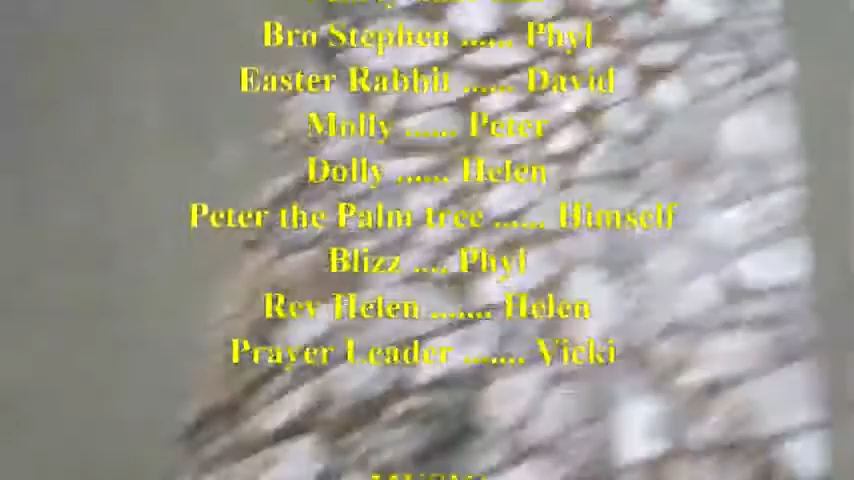 Bro Stephen ...... Phyl
Easter Rabbit ...... David
Molly ...... Peter
Dolly ...... Helen
Peter the Palm tree ...... Himself
Blizz .... Phyl
Rev Helen ....... Helen
Prayer Leader ....... Vicki